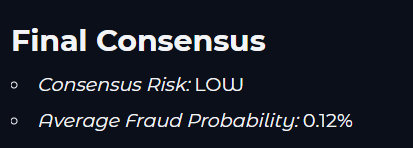 Final Consensus
Consensus Risk: LOW
Average Fraud Probability: 0.12%